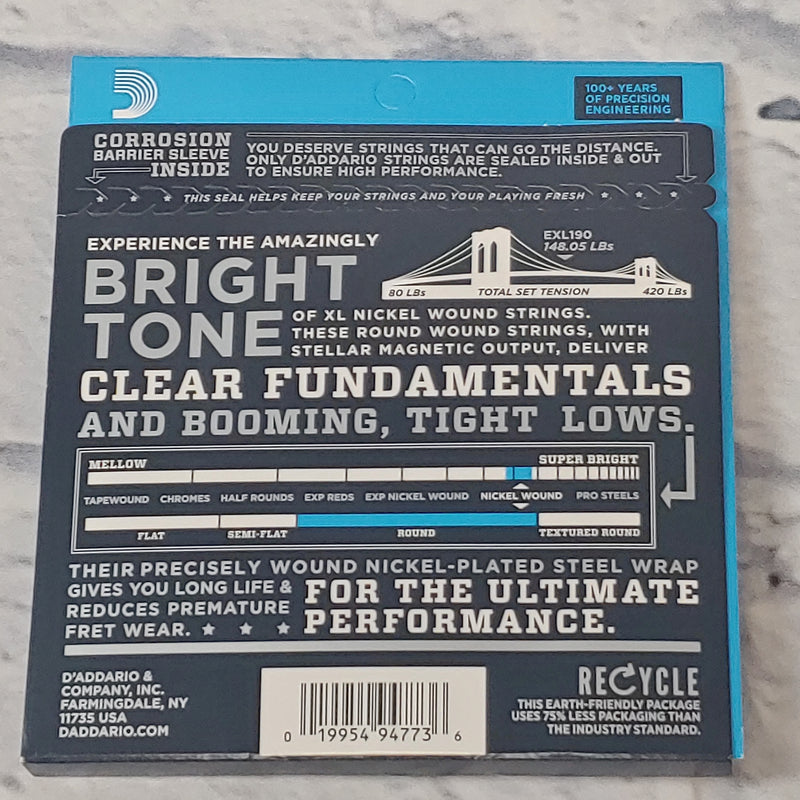 100+ YEARS
OF PRECISION
ENGINEERING
CORROSION
BARRIER SLEEVE
INSIDE
YOU DESERVE STRINGS THAT CAN GO THE DISTANCE.
ONLY D'ADDARIO STRINGS ARE SEALED INSIDE & OUT
TO ENSURE HIGH PERFORMANCE.
THIS SEAL HELPS KEEP YOUR STRINGS AND YOUR PLAYING FRESH
EXPERIENCE THE AMAZINGLY
BRIGHT
TONE
EXL190
148.05 LBs
80 LBs TOTAL SET TENSION 420 LBs
OF XL NICKEL WOUND STRINGS.
THESE ROUND WOUND STRINGS, WITH
STELLAR MAGNETIC OUTPUT, DELIVER
CLEAR FUNDAMENTALS
AND BOOMING, TIGHT LOWS.
MELLOW SUPER BRIGHT
TAPEWOUND CHROMES HALF ROUNDS EXP REDS EXP NICKEL WOUND NICKEL WOUND PRO STEELS
FLAT SEMI-FLAT ROUND TEXTURED ROUND
THEIR PRECISELY WOUND NICKEL-PLATED STEEL WRAP
GIVES YOU LONG LIFE &
REDUCES PREMATURE
FRET WEAR.
FOR THE ULTIMATE
PERFORMANCE.
D'ADDARIO &
COMPANY, INC.
FARMINGDALE, NY
11735 USA
DADDARIO.COM
0 19954 94773 6
RECYCLE
THIS EARTH-FRIENDLY PACKAGE
USES 75% LESS PACKAGING THAN
THE INDUSTRY STANDARD.